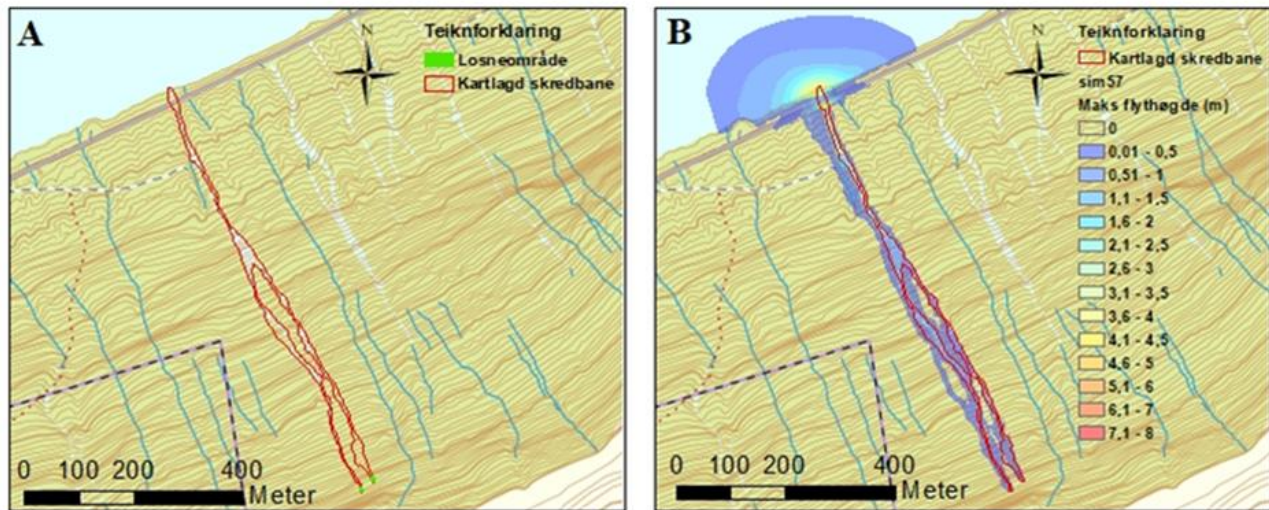 A
Teiknforklaring
Losneområde
Kartlagd skredbane
N
0 100 200 400
Meter
B
Teiknforklaring
Kartlagd skredbane
sim57
Maks flythøgde (m)
0
0,01 - 0,5
0,51 - 1
1,1 - 1,5
1,6 - 2
2,1 - 2,5
2,6 - 3
3,1 - 3,5
3,6 - 4
4,1 - 4,5
4,6 - 5
5,1 - 6
6,1 - 7
7,1 - 8
N
0 100 200 400
Meter